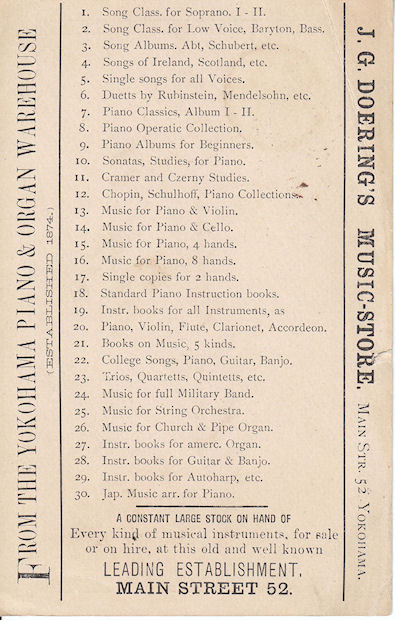 FROM THE YOKOHAMA PIANO & ORGAN WAREHOUSE
(ESTABLISHED 1874.)
1. Song Class. for Soprano. I - II.
2. Song Class. for Low Voice, Baryton, Bass.
3. Song Albums. Abt, Schubert, etc.
4. Songs of Ireland, Scotland, etc.
5. Single songs for all Voices.
6. Duetts by Rubinstein, Mendelsohn, etc.
7. Piano Classics, Album I - II.
8. Piano Operatic Collection.
9. Piano Albums for Beginners.
10. Sonatas, Studies, for Piano.
11. Cramer and Czerny Studies.
12. Chopin, Schulhoff, Piano Collections.
13. Music for Piano & Violin.
14. Music for Piano & Cello.
15. Music for Piano, 4 hands.
16. Music for Piano, 8 hands.
17. Single copies for 2 hands.
18. Standard Piano Instruction books.
19. Instr. books for all Instruments, as
20. Piano, Violin, Flute, Clarionet, Accordeon.
21. Books on Music, 5 kinds.
22. College Songs, Piano, Guitar, Banjo.
23. Trios, Quartetts, Quintetts, etc.
24. Music for full Military Band.
25. Music for String Orchestra.
26. Music for Church & Pipe Organ.
27. Instr. books for amerc. Organ.
28. Instr. books for Guitar & Banjo.
29. Instr. books for Autoharp, etc.
30. Jap. Music arr. for Piano.
A CONSTANT LARGE STOCK ON HAND OF
Every kind of musical instruments, for sale
or on hire, at this old and well known
LEADING ESTABLISHMENT,
MAIN STREET 52.
J. G. DOERING'S MUSIC-STORE. MAIN STR. 52 YOKOHAMA.